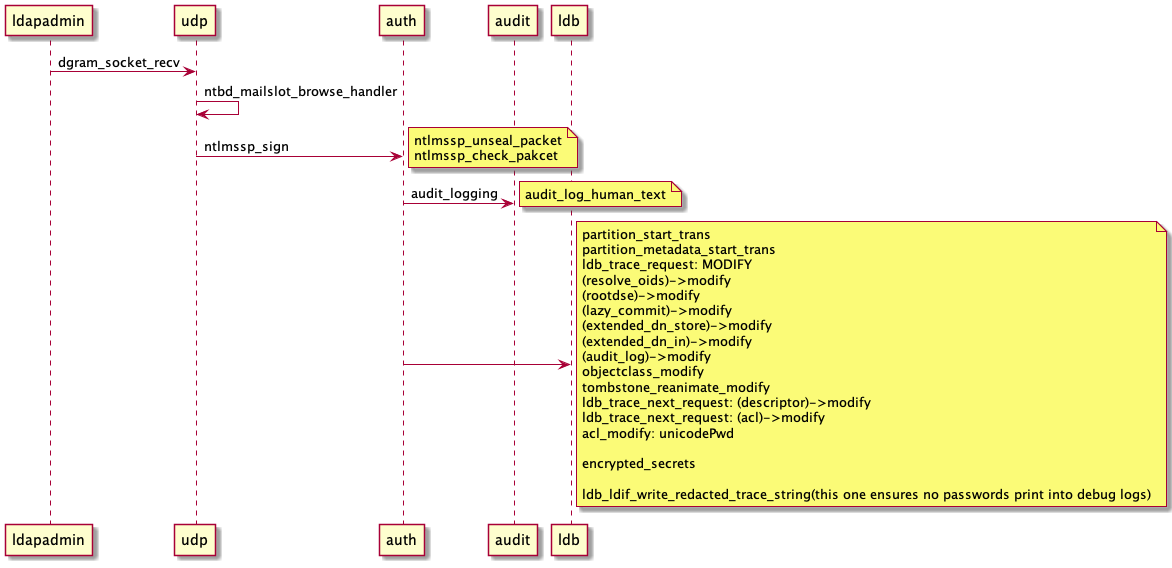 ldapadmin
udp
auth
audit
ldb
dgram_socket_recv
ntbd_mailslot_browse_handler
ntlmssp_sign
ntlmssp_unseal_packet
ntlmssp_check_pakcet
audit_logging
audit_log_human_text
partition_start_trans
partition_metadata_start_trans
ldb_trace_request: MODIFY
(resolve_oids)->modify
(rootdse)->modify
(lazy_commit)->modify
(extended_dn_store)->modify
(extended_dn_in)->modify
(audit_log)->modify
objectclass_modify
tombstone_reanimate_modify
ldb_trace_next_request: (descriptor)->modify
ldb_trace_next_request: (acl)->modify
acl_modify: unicodePwd
encrypted_secrets
ldb_ldif_write_redacted_trace_string(this one ensures no passwords print into debug logs)
ldapadmin
udp
auth
audit
ldb